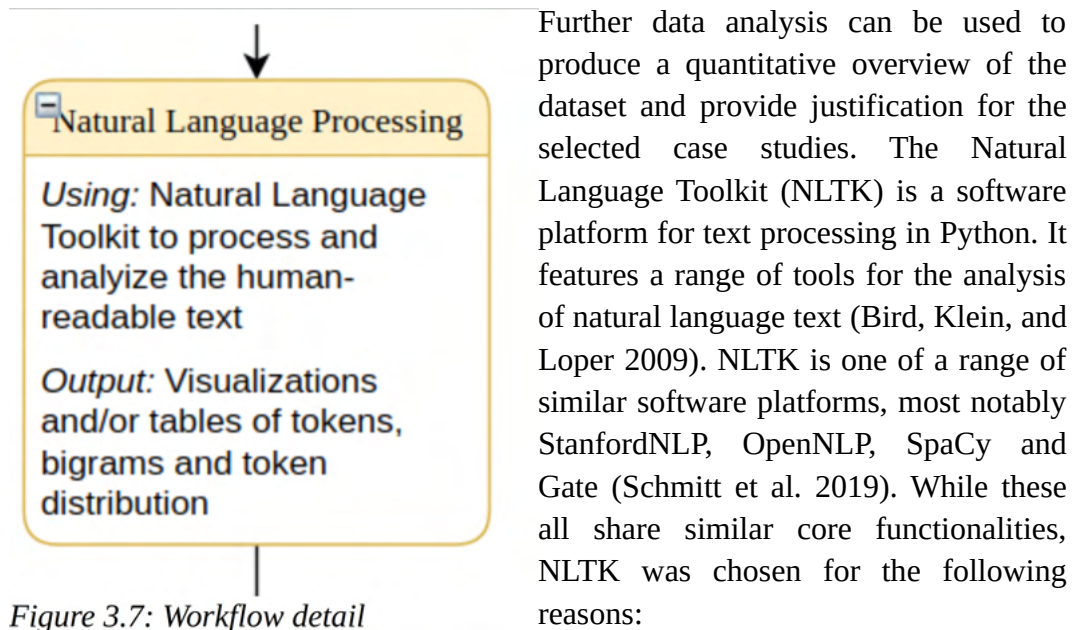 Natural Language Processing
Using: Natural Language
Toolkit to process and
analyize the human-
readable text
Output: Visualizations
and/or tables of tokens,
bigrams and token
distribution
Figure 3.7: Workflow detail
Further data analysis can be used to
produce a quantitative overview of the
dataset and provide justification for the
selected case studies. The Natural
Language Toolkit (NLTK) is a software
platform for text processing in Python. It
features a range of tools for the analysis
of natural language text (Bird, Klein, and
Loper 2009). NLTK is one of a range of
similar software platforms, most notably
StanfordNLP, OpenNLP, SpaCy and
Gate (Schmitt et al. 2019). While these
all share similar core functionalities,
NLTK was chosen for the following
reasons: